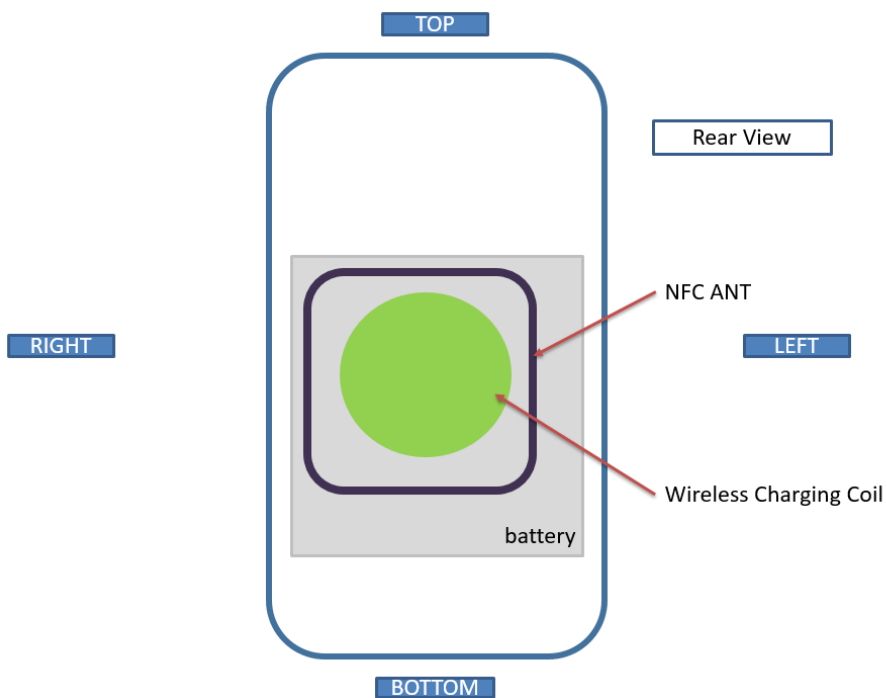 TOP
Rear View
NFC ANT
RIGHT
LEFT
Wireless Charging Coil
battery
BOTTOM